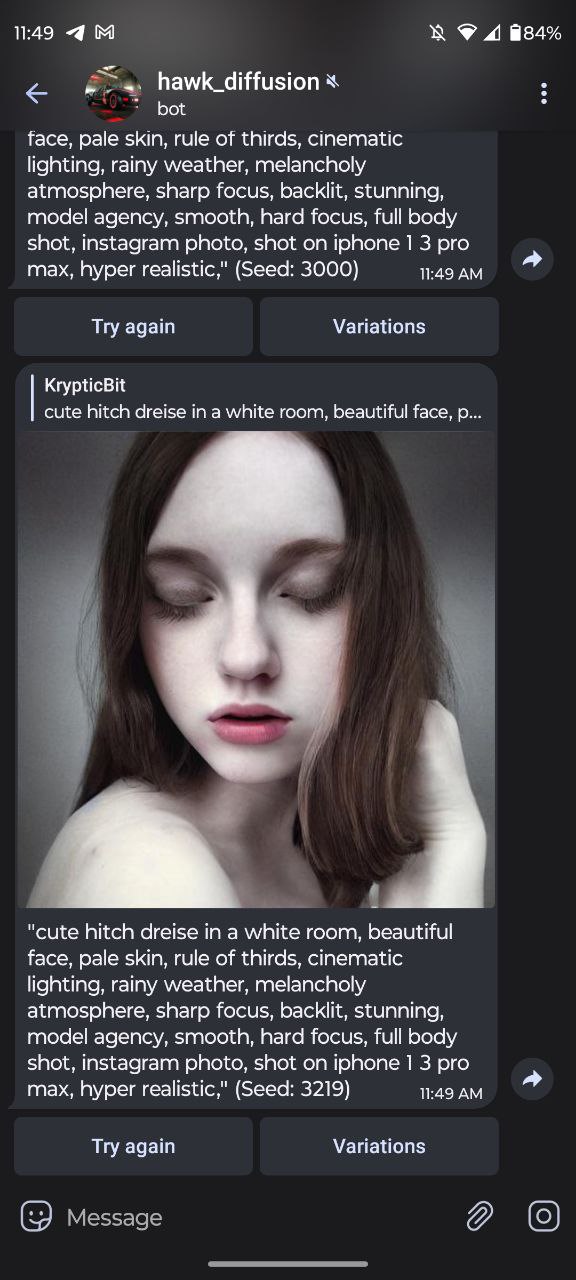 11:49
84%
hawk_diffusion
bot
face, pale skin, rule of thirds, cinematic
lighting, rainy weather, melancholy
atmosphere, sharp focus, backlit, stunning,
model agency, smooth, hard focus, full body
shot, instagram photo, shot on iphone 1 3 pro
max, hyper realistic," (Seed: 3000)
11:49 AM
Try again
Variations
KrypticBit
cute hitch dreise in a white room, beautiful face, p...
"cute hitch dreise in a white room, beautiful
face, pale skin, rule of thirds, cinematic
lighting, rainy weather, melancholy
atmosphere, sharp focus, backlit, stunning,
model agency, smooth, hard focus, full body
shot, instagram photo, shot on iphone 1 3 pro
max, hyper realistic," (Seed: 3219)
11:49 AM
Try again
Variations
Message